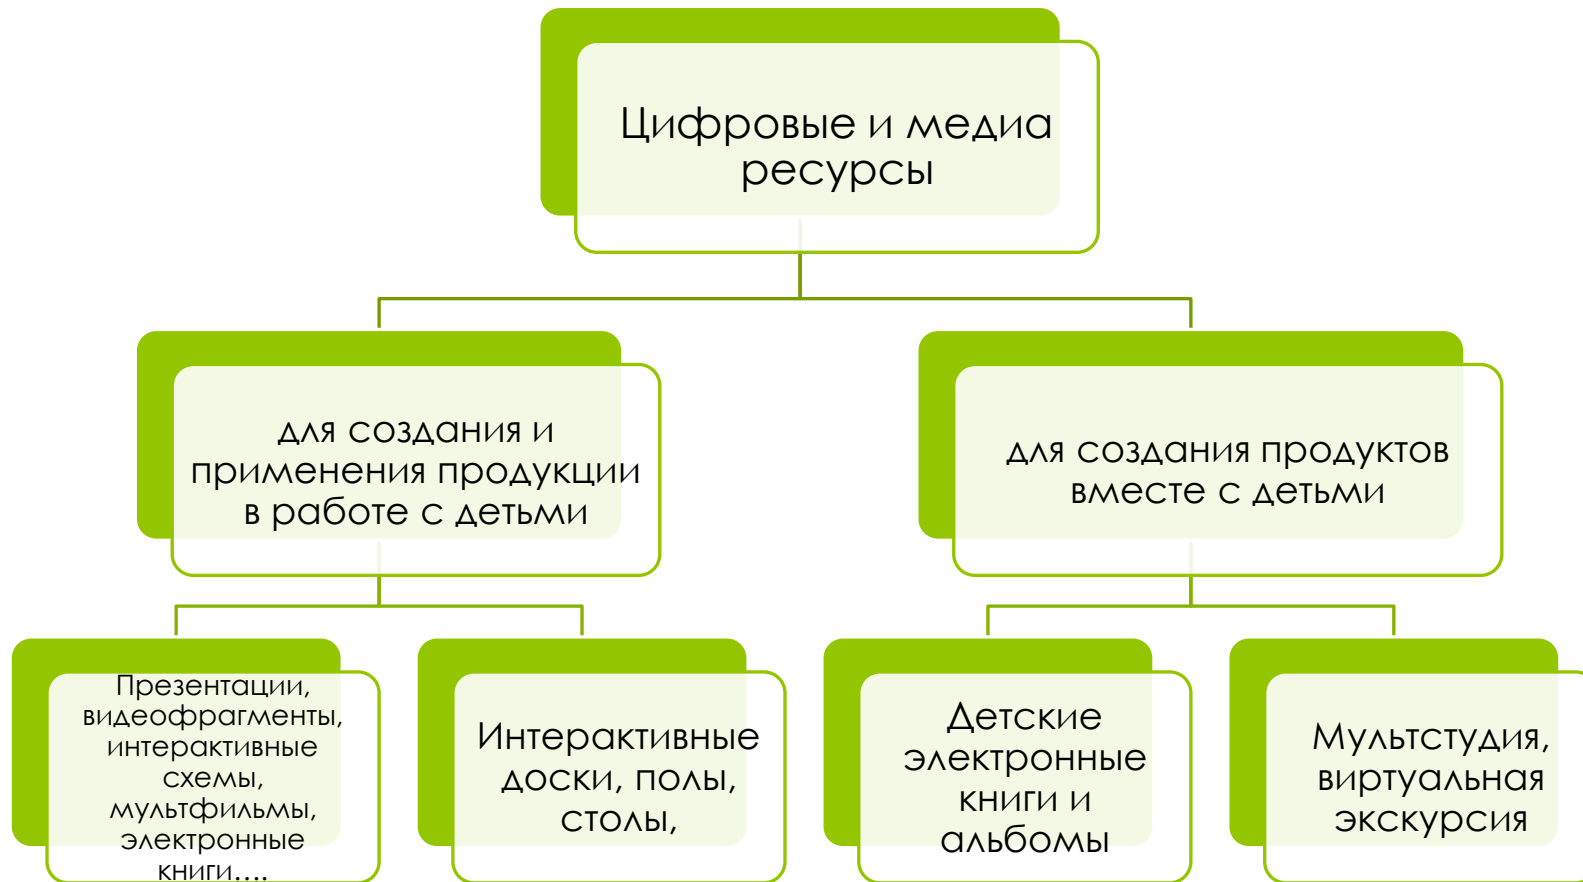 Цифровые и медиа
ресурсы
для создания и
применения продукции
в работе с детьми
для создания продуктов
вместе с детьми
Презентации,
видеофрагменты,
интерактивные
схемы,
мультфильмы,
электронные
книги….
Интерактивные
доски, полы,
столы,
Детские
электронные
книги и
альбомы
Мультстудия,
виртуальная
экскурсия